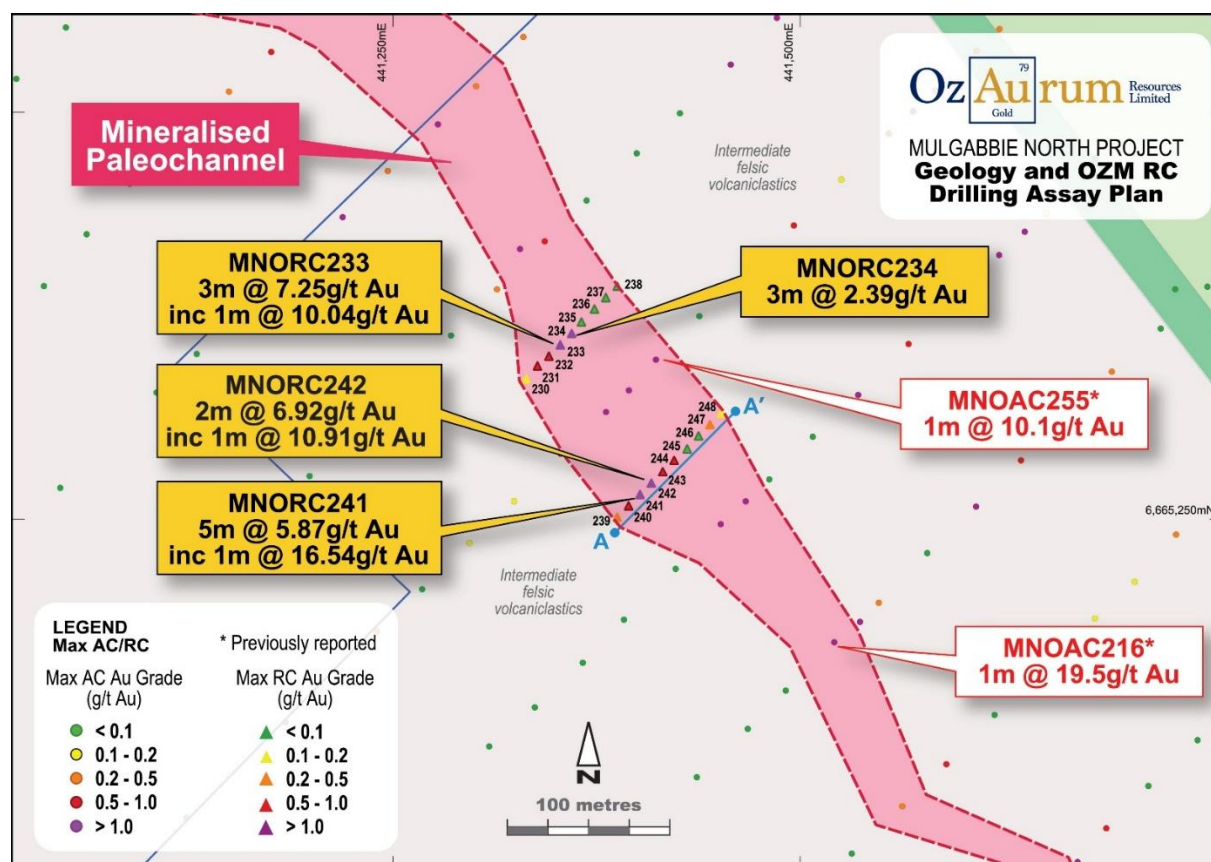 441,250mE
441,500mE
79
Oz Aurum Resources
Limited
Gold
MULGABBIE NORTH PROJECT
Geology and OZM RC
Drilling Assay Plan
Mineralised
Paleochannel
Intermediate
felsic
volcaniclastics
MNORC233
3m @ 7.25g/t Au
inc 1m @ 10.04g/t Au
MNORC234
3m @ 2.39g/t Au
238
237
236
235
234
233
232
231
230
MNORC242
2m @ 6.92g/t Au
inc 1m @ 10.91g/t Au
MNOAC255*
1m @ 10.1g/t Au
A'
248
247
246
245
244
243
242
241
240
239
A
MNORC241
5m @ 5.87g/t Au
inc 1m @ 16.54g/t Au
6,665,250mN
Intermediate
felsic
volcaniclastics
MNOAC216*
1m @ 19.5g/t Au
LEGEND
Max AC/RC
* Previously reported
Max AC Au Grade
(g/t Au)
< 0.1
0.1 - 0.2
0.2 - 0.5
0.5 - 1.0
> 1.0
Max RC Au Grade
(g/t Au)
< 0.1
0.1 - 0.2
0.2 - 0.5
0.5 - 1.0
> 1.0
N
100 metres